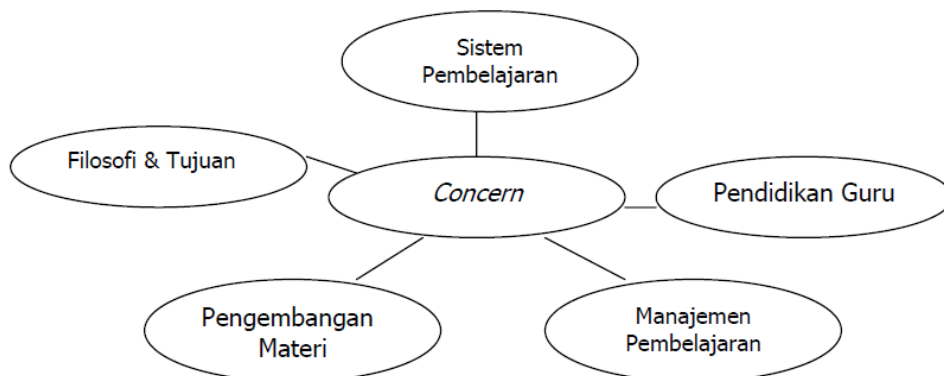 Sistem
Pembelajaran
Filosofi & Tujuan
Concern
Pendidikan Guru
Pengembangan
Materi
Manajemen
Pembelajaran